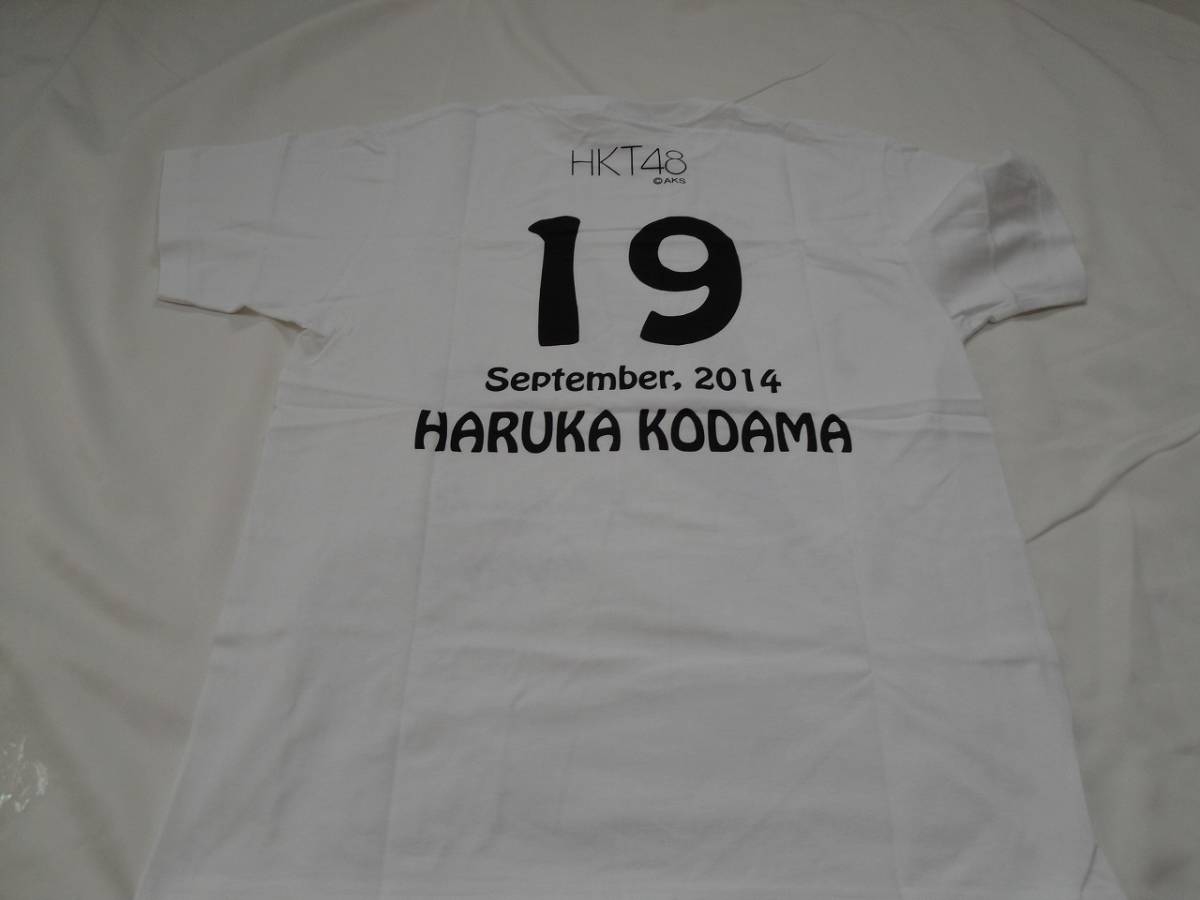 HKT48
©AKS
19
September, 2014
HARUKA KODAMA